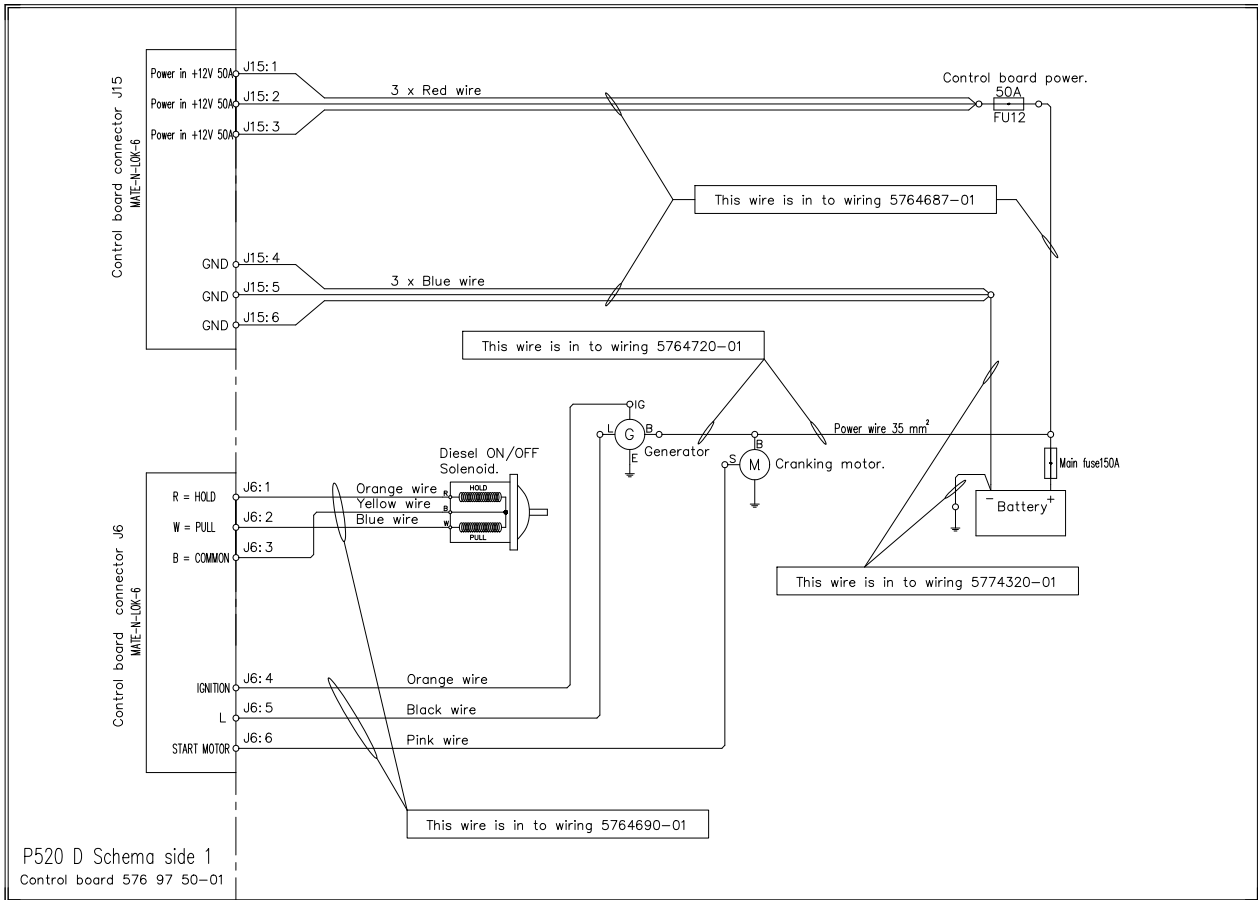 Control board connector J15
MATE-N-LOK-6
Power in +12V 50A
J15:1
Power in +12V 50A
J15:2
Power in +12V 50A
J15:3
3 x Red wire
Control board power.
50A
FU12
This wire is in to wiring 5764687-01
GND
J15:4
GND
J15:5
GND
J15:6
3 x Blue wire
This wire is in to wiring 5764720-01
IG
L
G
B
E
Generator
B
S
M
Cranking motor.
Power wire 35 mm²
Main fuse150A
- Battery +
This wire is in to wiring 5774320-01
Diesel ON/OFF
Solenoid.
Control board connector J6
MATE-N-LOK-6
R = HOLD
J6:1
W = PULL
J6:2
B = COMMON
J6:3
Orange wire
Yellow wire
Blue wire
R
B
W
HOLD
PULL
IGNITION
J6:4
Orange wire
L
J6:5
Black wire
START MOTOR
J6:6
Pink wire
This wire is in to wiring 5764690-01
P520 D Schema side 1
Control board 576 97 50-01